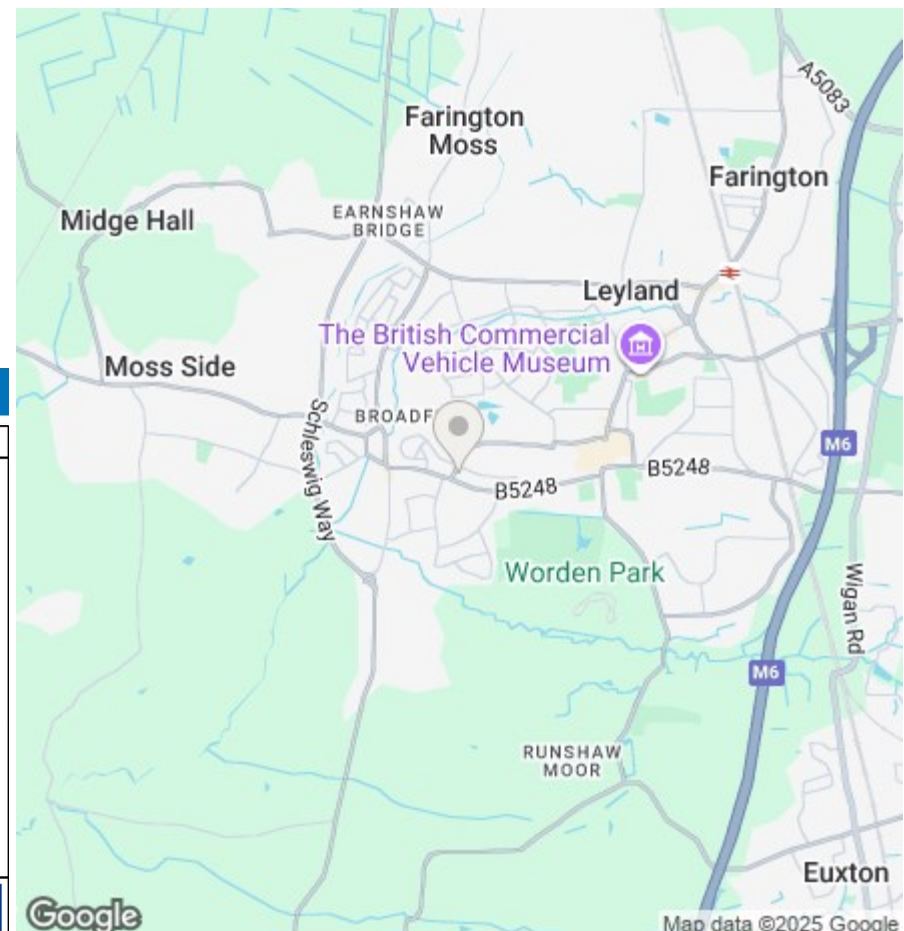 Farington
Moss
A5083
Farington
Midge Hall
EARNSHAW
BRIDGE
Leyland
The British Commercial
Vehicle Museum
Moss Side
Schleswig Way
BROADF
M6
B5248
B5248
Worden Park
Wigan Rd
M6
RUNSHAW
MOOR
Euxton
Google
Map data ©2025 Google